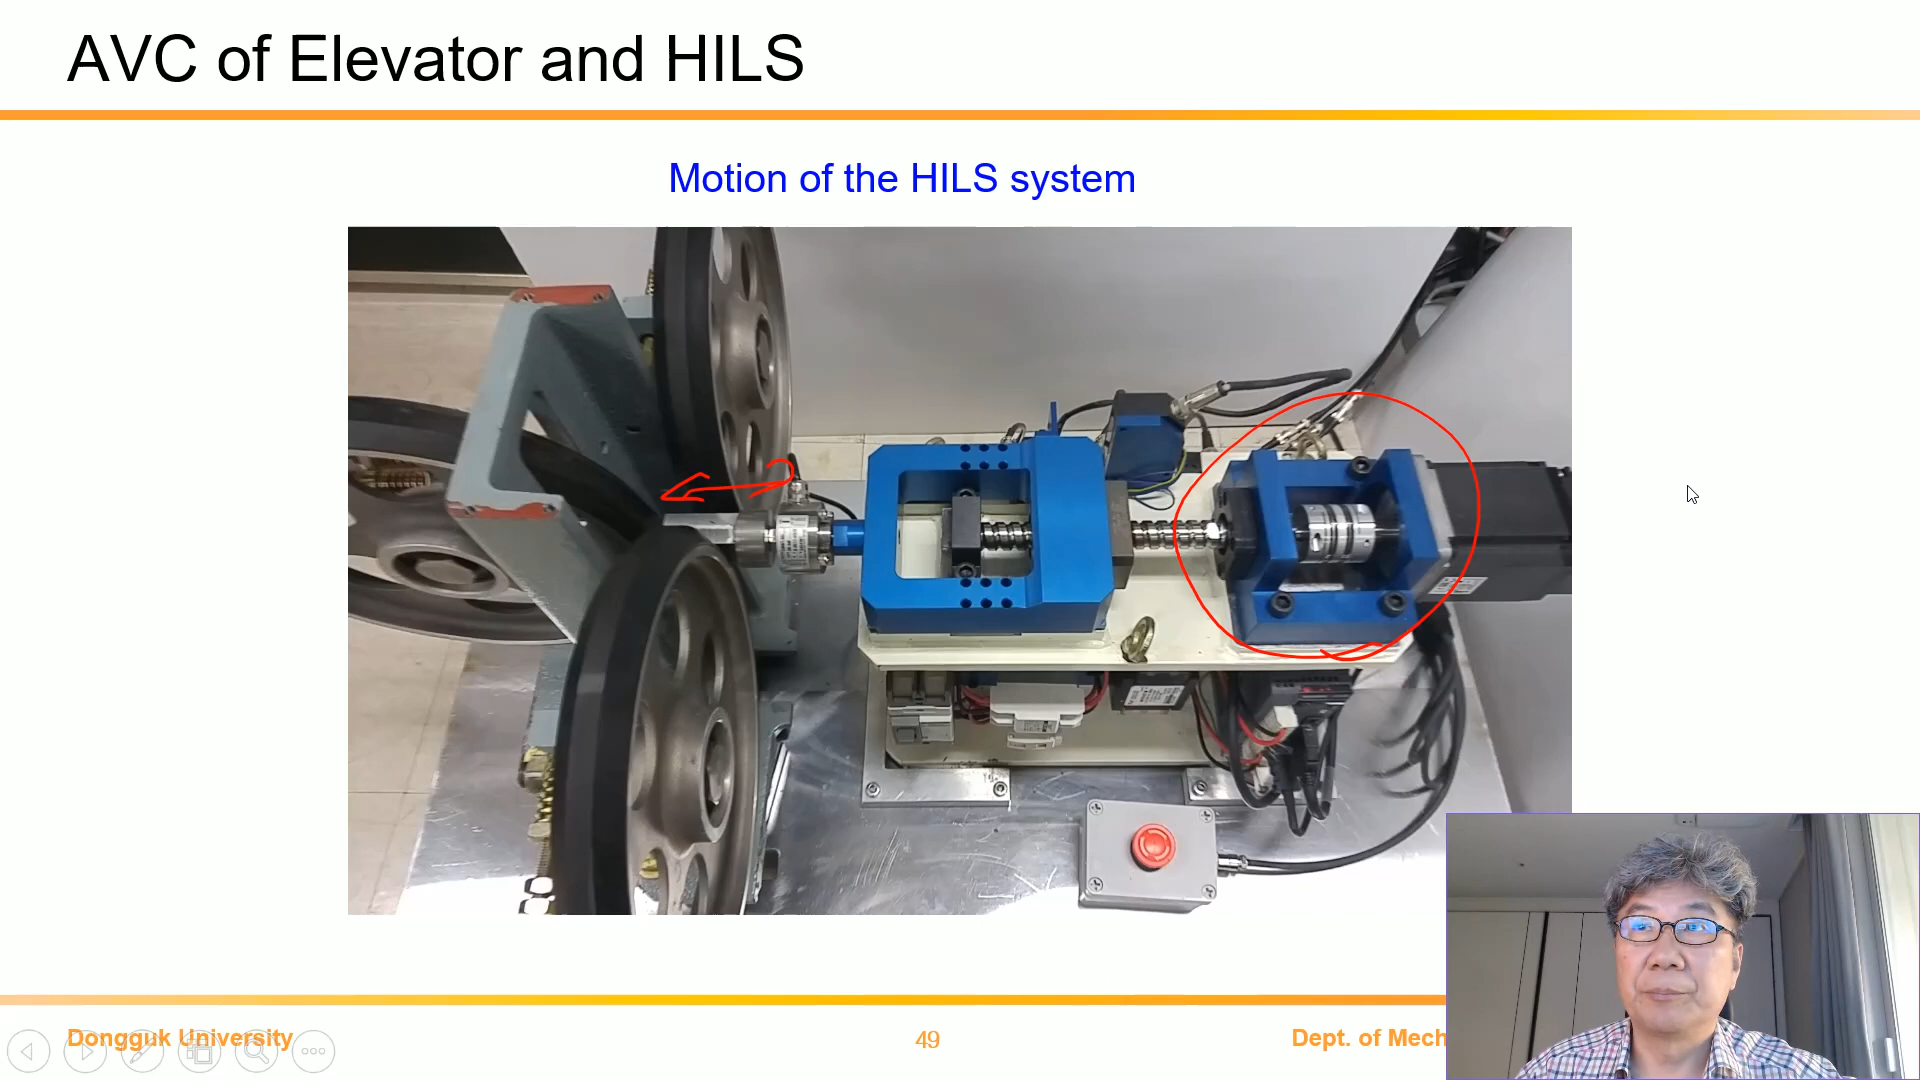 AVC of Elevator and HILS
Motion of the HILS system
Dongguk University
49
Dept. of Mech